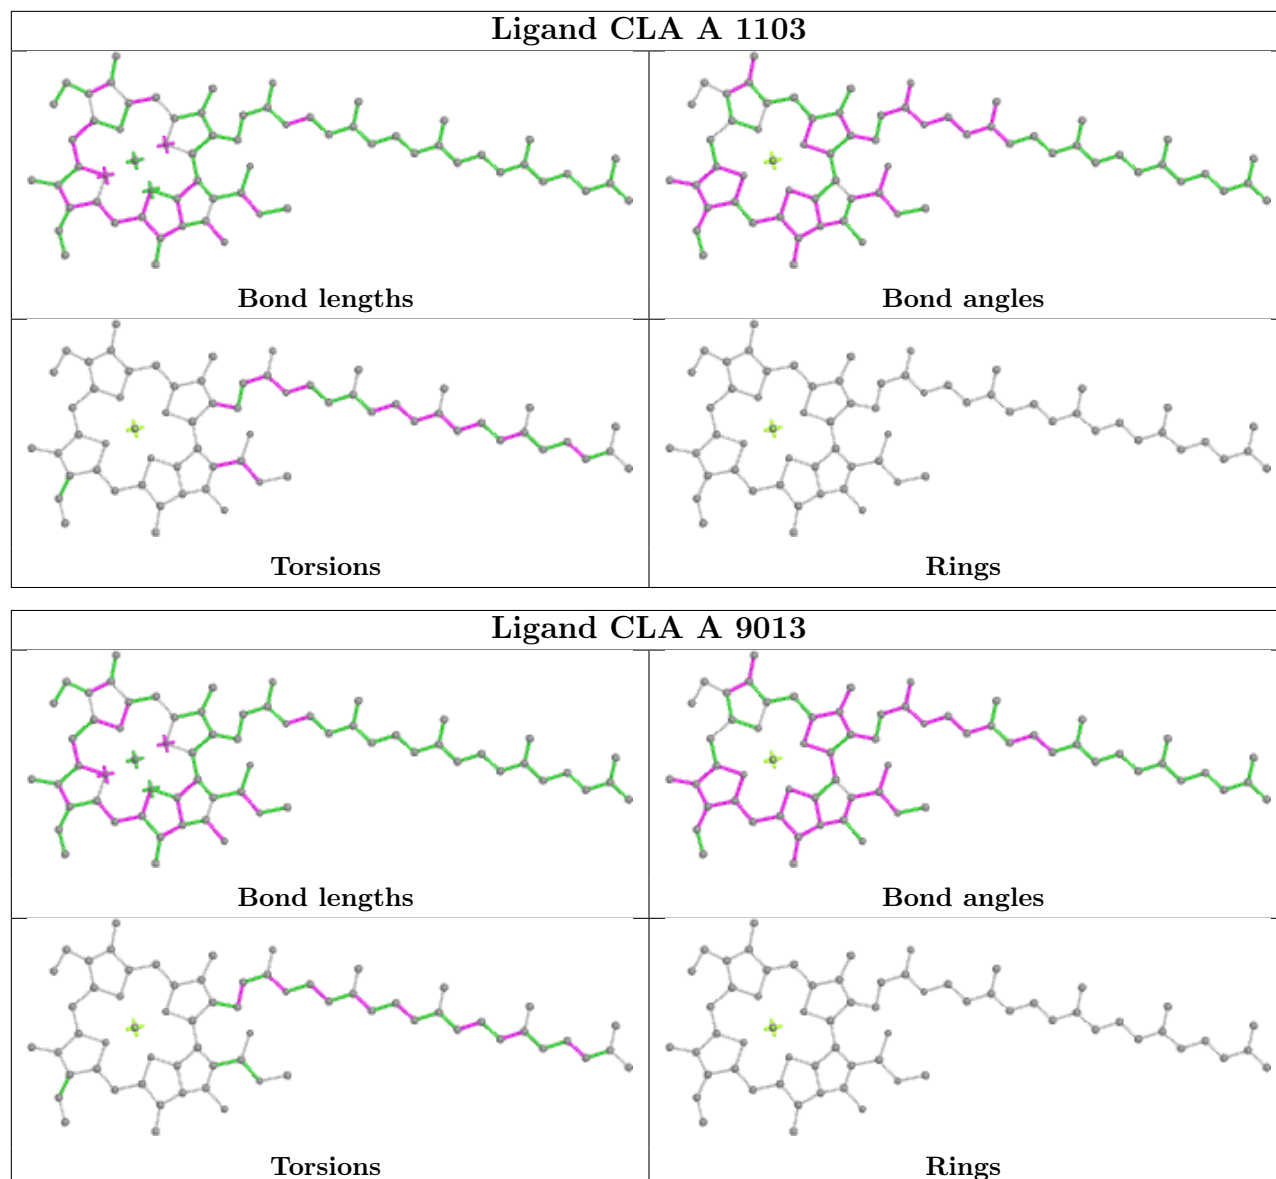 Ligand CLA A 1103
Bond lengths
Bond angles
Torsions
Rings
Ligand CLA A 9013
Bond lengths
Bond angles
Torsions
Rings